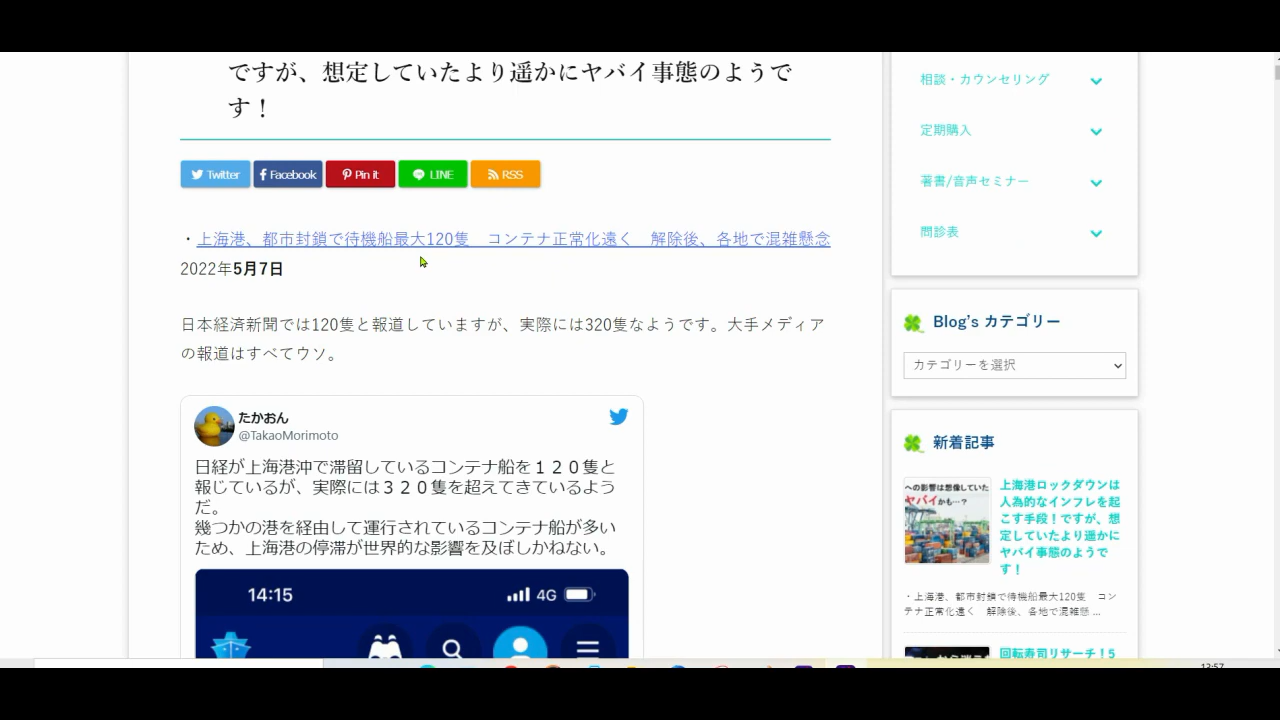 ですが、想定していたより遥かにヤバイ事態のようで
す！
Twitter
Facebook
Pin it
LINE
RSS
・上海港、都市封鎖で待機船最大120隻　コンテナ正常化遠く　解除後、各地で混雑懸念
2022年5月7日
日本経済新聞では120隻と報道していますが、実際には320隻なようです。大手メディア
の報道はすべてウソ。
たかおん
@TakaoMorimoto
日経が上海港沖で滞留しているコンテナ船を１２０隻と
報じているが、実際には３２０隻を超えてきているよう
だ。
幾つかの港を経由して運行されているコンテナ船が多い
ため、上海港の停滞が世界的な影響を及ぼしかねない。
14:15
4G
相談・カウンセリング
定期購入
著書/音声セミナー
問診表
Blog's カテゴリー
カテゴリーを選択
新着記事
への影響は想像していた
ヤバイかも…？
上海港ロックダウンは
人為的なインフレを起
こす手段！ですが、想
定していたより遥かに
ヤバイ事態のようで
す！
・上海港、都市封鎖で待機船最大120隻　コン
テナ正常化遠く　解除後、各地で混雑懸 ...
回転寿司リサーチ！5